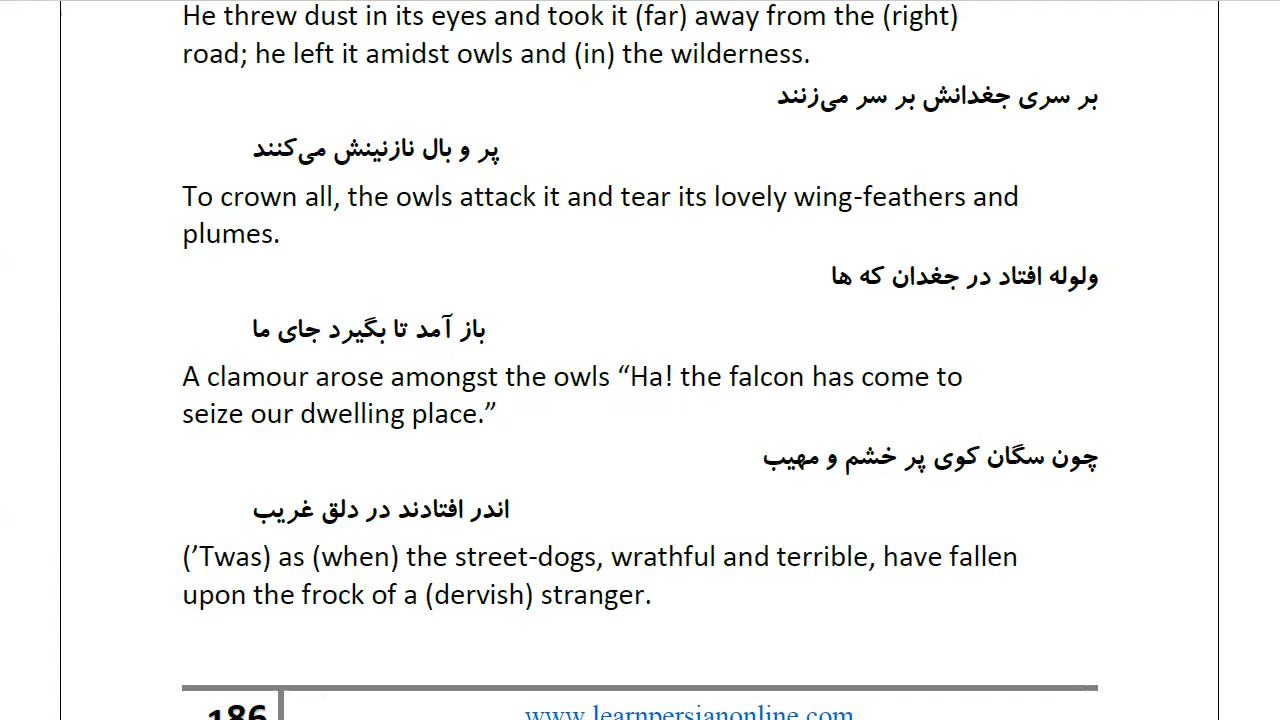 He threw dust in its eyes and took it (far) away from the (right)
road; he left it amidst owls and (in) the wilderness.
بر سری جغدانش بر سر می‌زنند
پر و بال نازنینش می‌کنند
To crown all, the owls attack it and tear its lovely wing-feathers and
plumes.
ولوله افتاد در جغدان که ها
باز آمد تا بگیرد جای ما
A clamour arose amongst the owls “Ha! the falcon has come to
seize our dwelling place.”
چون سگان کوی پر خشم و مهیب
اندر افتادند در دلق غریب
(’Twas) as (when) the street-dogs, wrathful and terrible, have fallen
upon the frock of a (dervish) stranger.
186
www.learnpersianonline.com